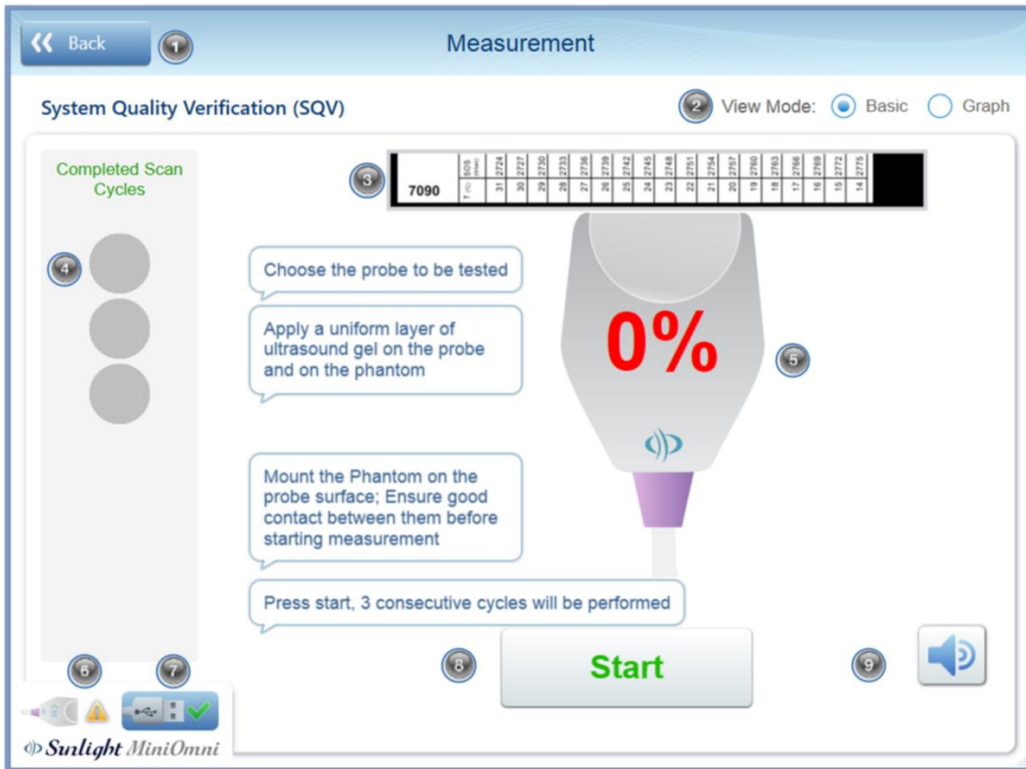 Back
1
Measurement
System Quality Verification (SQV)
2
View Mode:
Basic
Graph
Completed Scan
Cycles
3
7090
T (°C) 31 30 29 28 27 26 25 24 23 22 21 20 19 18 17 16 15 14
SOS 2724 2727 2730 2733 2736 2739 2742 2745 2748 2751 2754 2757 2760 2763 2766 2769 2772 2775
4
Choose the probe to be tested
Apply a uniform layer of
ultrasound gel on the probe
and on the phantom
0%
5
Mount the Phantom on the
probe surface; Ensure good
contact between them before
starting measurement
Press start, 3 consecutive cycles will be performed
6
7
8
Start
9
Sunlight MiniOmni